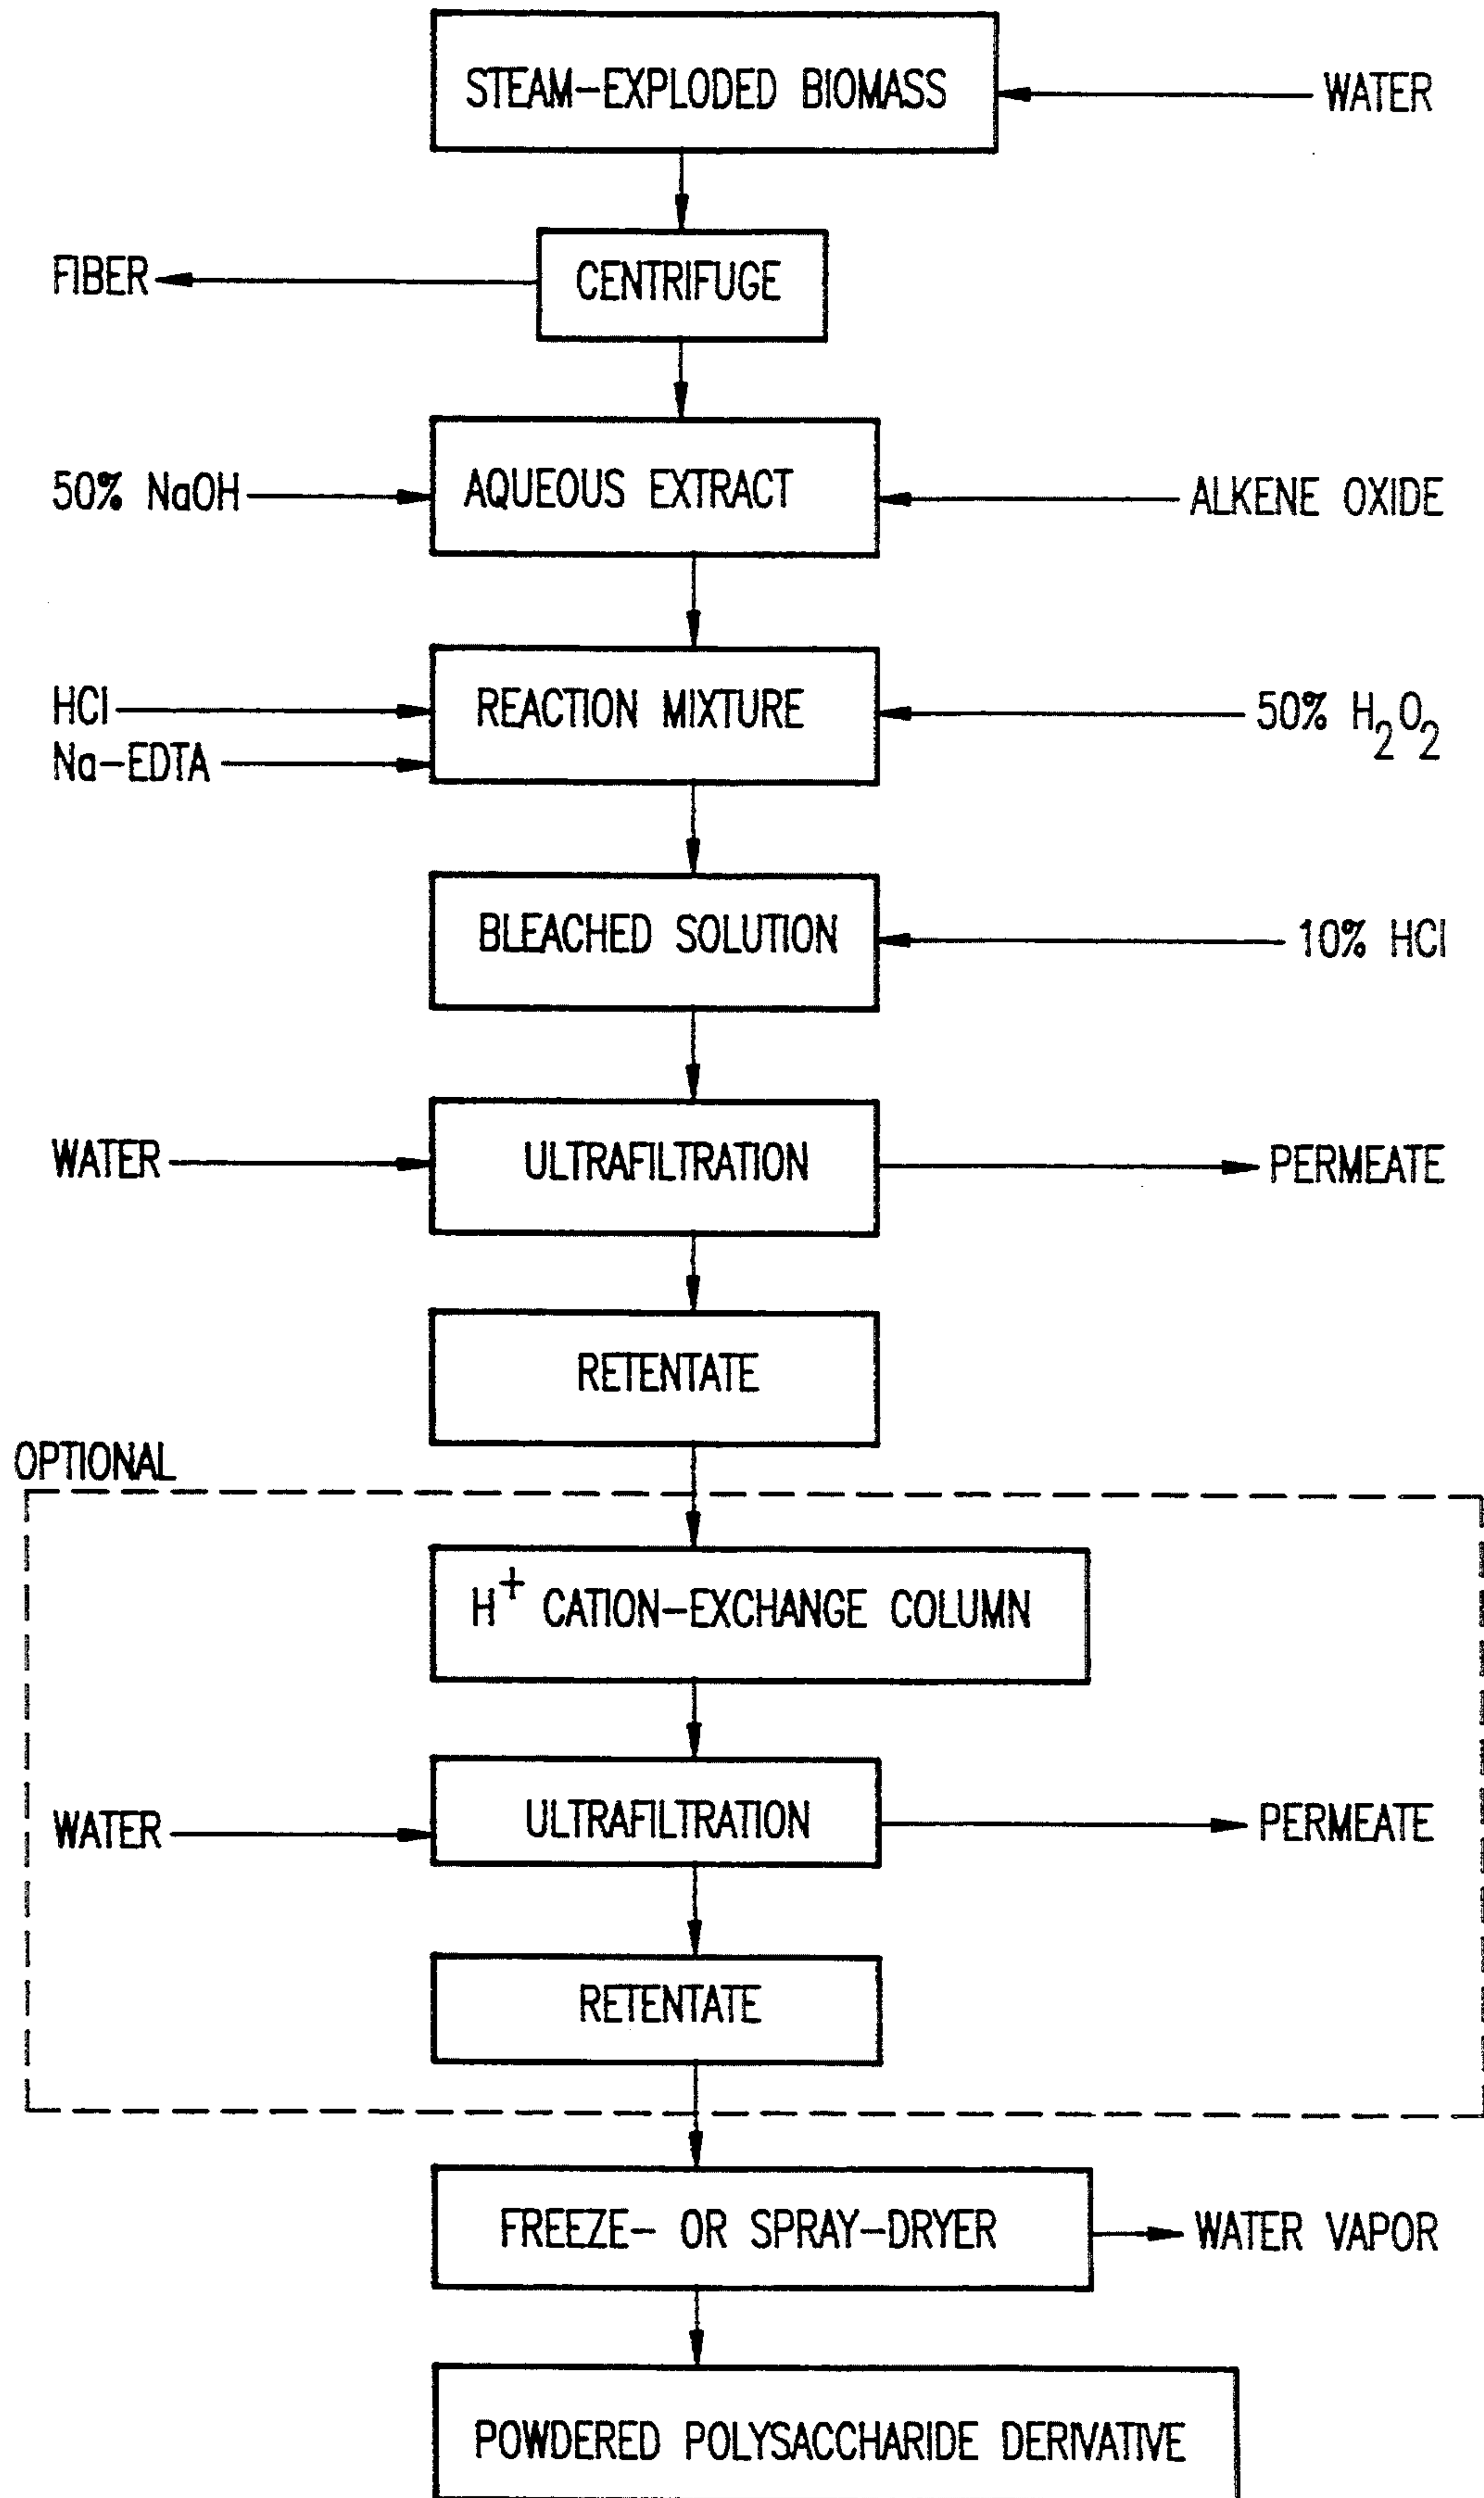 STEAM-EXPLODED BIOMASS
WATER
FIBER
CENTRIFUGE
50% NaOH
AQUEOUS EXTRACT
ALKENE OXIDE
HCl
REACTION MIXTURE
50% H₂O₂
Na-EDTA
BLEACHED SOLUTION
10% HCl
WATER
ULTRAFILTRATION
PERMEATE
RETENTATE
OPTIONAL
H⁺ CATION-EXCHANGE COLUMN
WATER
ULTRAFILTRATION
PERMEATE
RETENTATE
FREEZE- OR SPRAY-DRYER
WATER VAPOR
POWDERED POLYSACCHARIDE DERIVATIVE